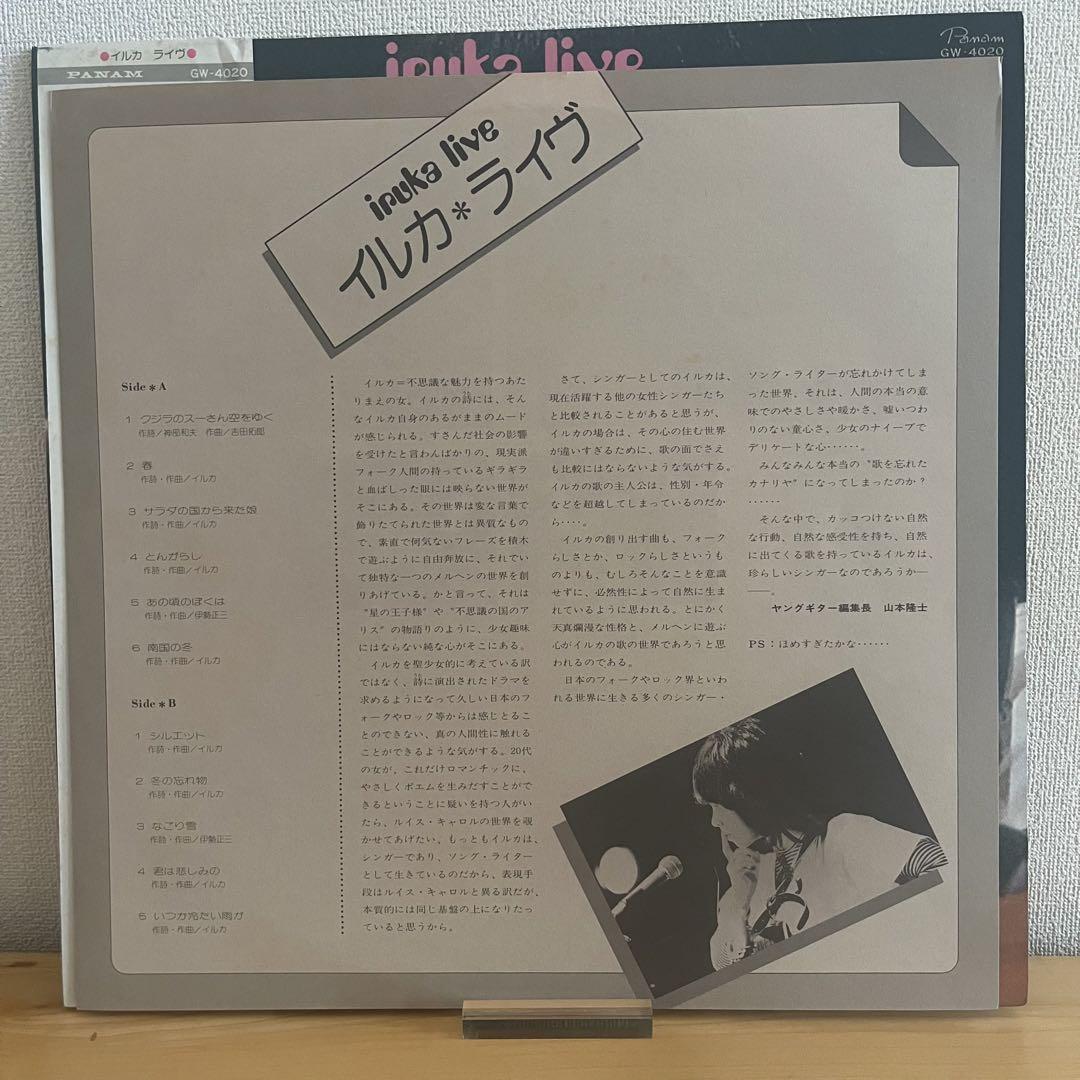 ●イルカ ライヴ●
PANAM GW-4020
iruka live
Panam
GW-4020
iruka live
イルカ*ライヴ
Side*A
1 クジラのスーさん空をゆく
作詩/神部和夫 作曲/吉田拓郎
2 春
作詩・作曲/イルカ
3 サラダの国から来た娘
作詩・作曲/イルカ
4 とんがらし
作詩・作曲/イルカ
5 あの頃のぼくは
作詩・作曲/伊勢正三
6 南国の冬
作詩・作曲/イルカ
Side*B
1 シルエット
作詩・作曲/イルカ
2 冬の忘れ物
作詩・作曲/イルカ
3 なごり雪
作詩・作曲/伊勢正三
4 君は悲しみの
作詩・作曲/イルカ
5 いつか冷たい雨が
作詩・作曲/イルカ
イルカ=不思議な魅力を持つあた
りまえの女。イルカの詩には、そん
なイルカ自身のあるがままのムード
が感じられる。すさんだ社会の影響
を受けたと言わんばかりの、現実派
フォーク人間の持っているギラギラ
と血ばしった眼には映らない世界が
そこにある。その世界は変な言葉で
飾りたてられた世界とは異質なもの
で、素直で何気ないフレーズを積木
で遊ぶように自由奔放に、それでい
て独特な一つのメルヘンの世界を創
りあげている。かと言って、それは
“星の王子様”や“不思議の国のア
リス”の物語りのように、少女趣味
にはならない純な心がそこにある。
イルカを聖少女的に考えている訳
ではなく、詩に演出されたドラマを
求めるようになって久しい日本のフ
ォークやロック等からは感じとるこ
とのできない、真の人間性に触れる
ことができるような気がする。20代
の女が、これだけロマンチックに、
やさしくポエムを生みだすことがで
きるということに疑いを持つ人がい
たら、ルイス・キャロルの世界を覗
かせてあげたい。もっともイルカは、
シンガーであり、ソング・ライター
として生きているのだから、表現手
段はルイス・キャロルと異る訳だが、
本質的には同じ基盤の上になりたっ
ていると思うから。
さて、シンガーとしてのイルカは、
現在活躍する他の女性シンガーたち
と比較されることがあると思うが、
イルカの場合は、その心の住む世界
が違いすぎるために、歌の面でさえ
も比較にはならないような気がする。
イルカの歌の主人公は、性別・年令
などを超越してしまっているのだか
ら‥‥。
イルカの創り出す曲も、フォーク
らしさとか、ロックらしさというも
のよりも、むしろそんなことを意識
せずに、必然性によって自然に生ま
れているように思われる。とにかく
天真爛漫な性格と、メルヘンに遊ぶ
心がイルカの歌の世界であろうと思
われるのである。
日本のフォークやロック界といわ
れる世界に生きる多くのシンガー・
ソング・ライターが忘れかけてしま
った世界、それは、人間の本当の意
味でのやさしさや暖かさ、嘘いつわ
りのない童心さ、少女のナイーブで
デリケートな心‥‥‥。
みんなみんな本当の“歌を忘れた
カナリヤ”になってしまったのか?
‥‥‥
そんな中で、カッコつけない自然
な行動、自然な感受性を持ち、自然
に出てくる歌を持っているイルカは、
珍らしいシンガーなのであろうか—
——。
ヤングギター編集長 山本隆士
PS:ほめすぎたかな‥‥‥